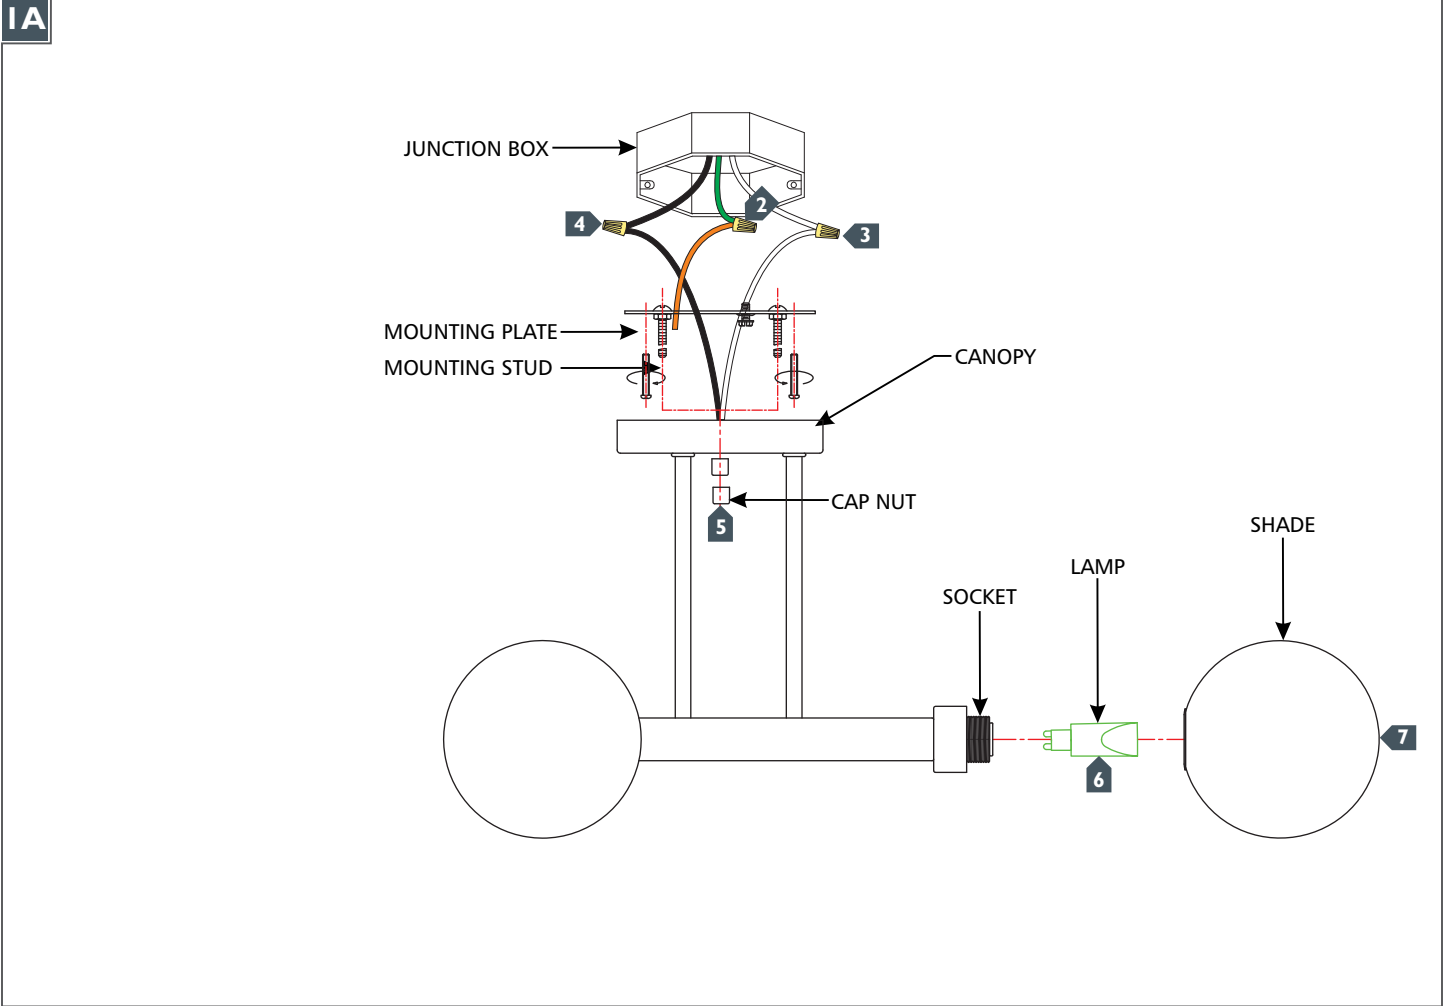 1A
JUNCTION BOX
2
4
3
MOUNTING PLATE
MOUNTING STUD
CANOPY
CAP NUT
5
SHADE
LAMP
SOCKET
7
6